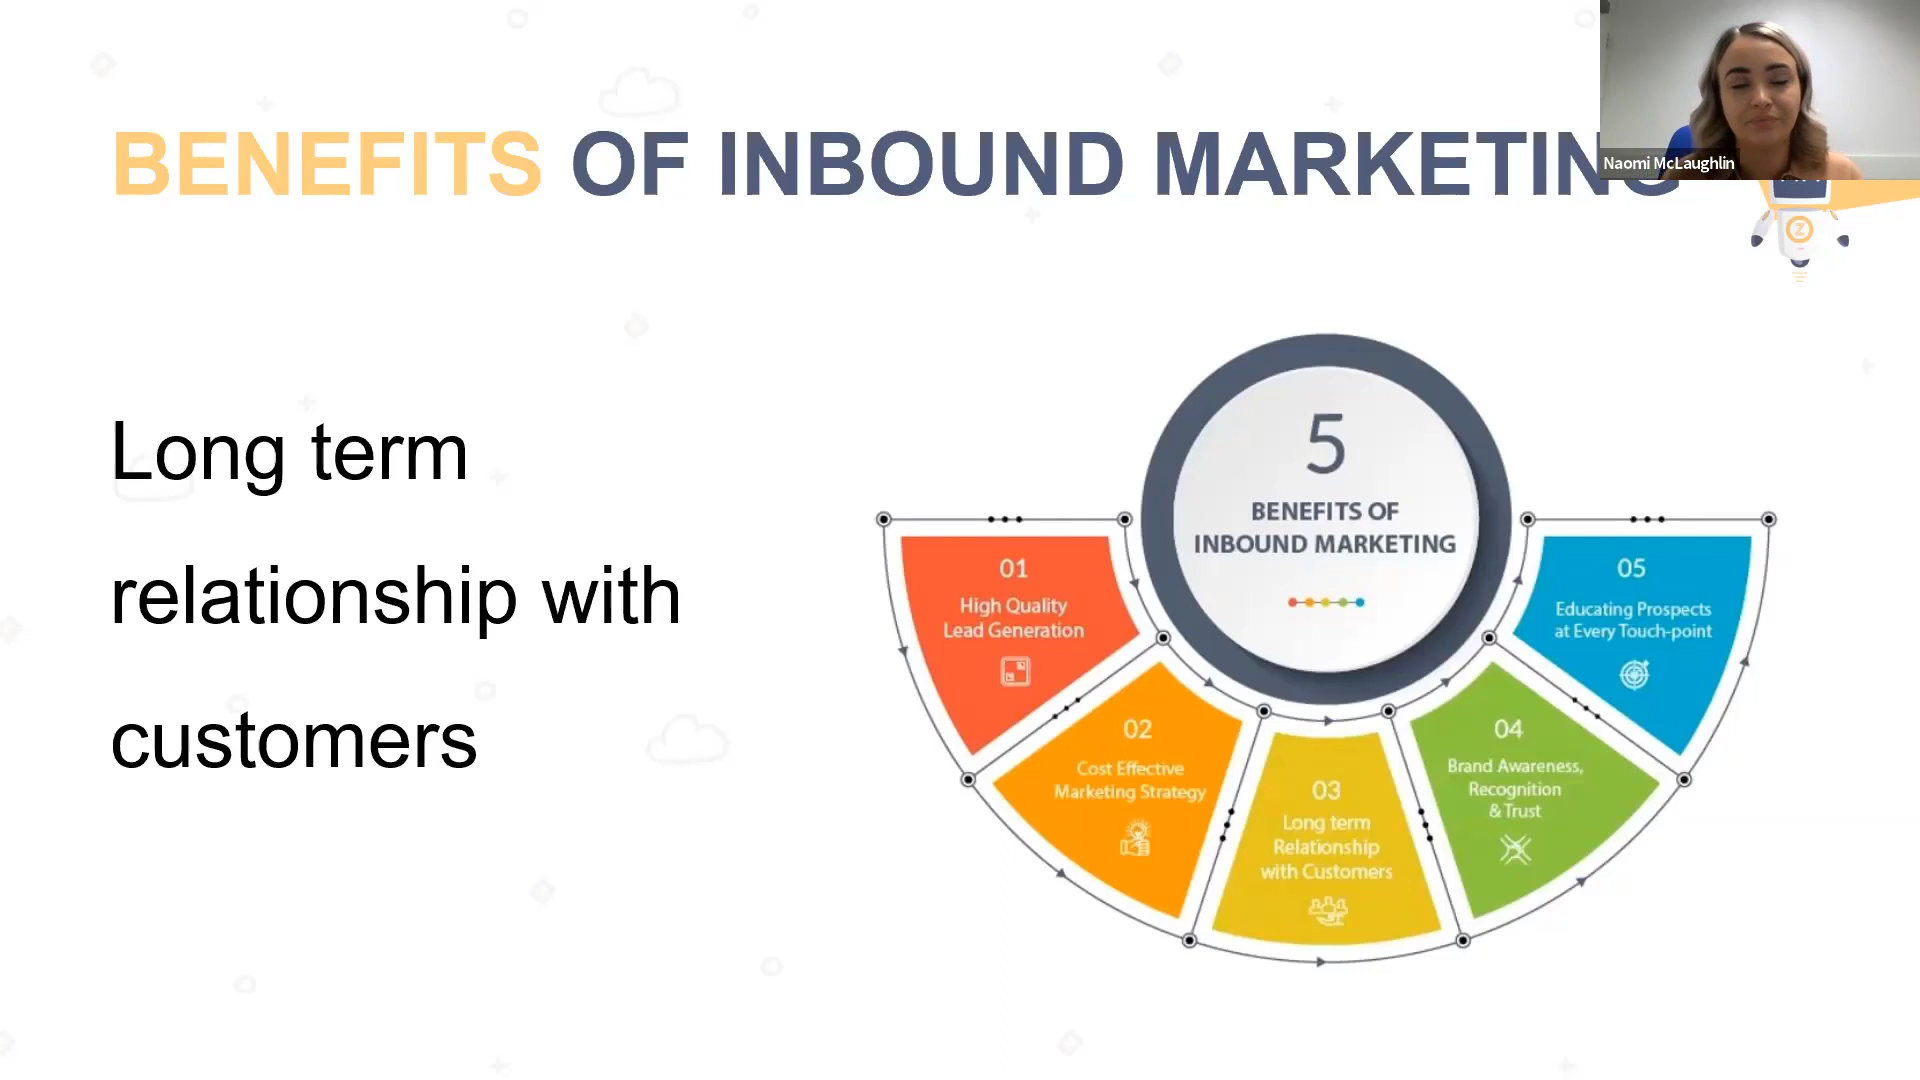 BENEFITS OF INBOUND MARKETING
Naomi McLaughlin
Z
Long term
relationship with
customers
5
BENEFITS OF
INBOUND MARKETING
01
High Quality
Lead Generation
02
Cost Effective
Marketing Strategy
03
Long term
Relationship
with Customers
04
Brand Awareness,
Recognition
& Trust
05
Educating Prospects
at Every Touch-point